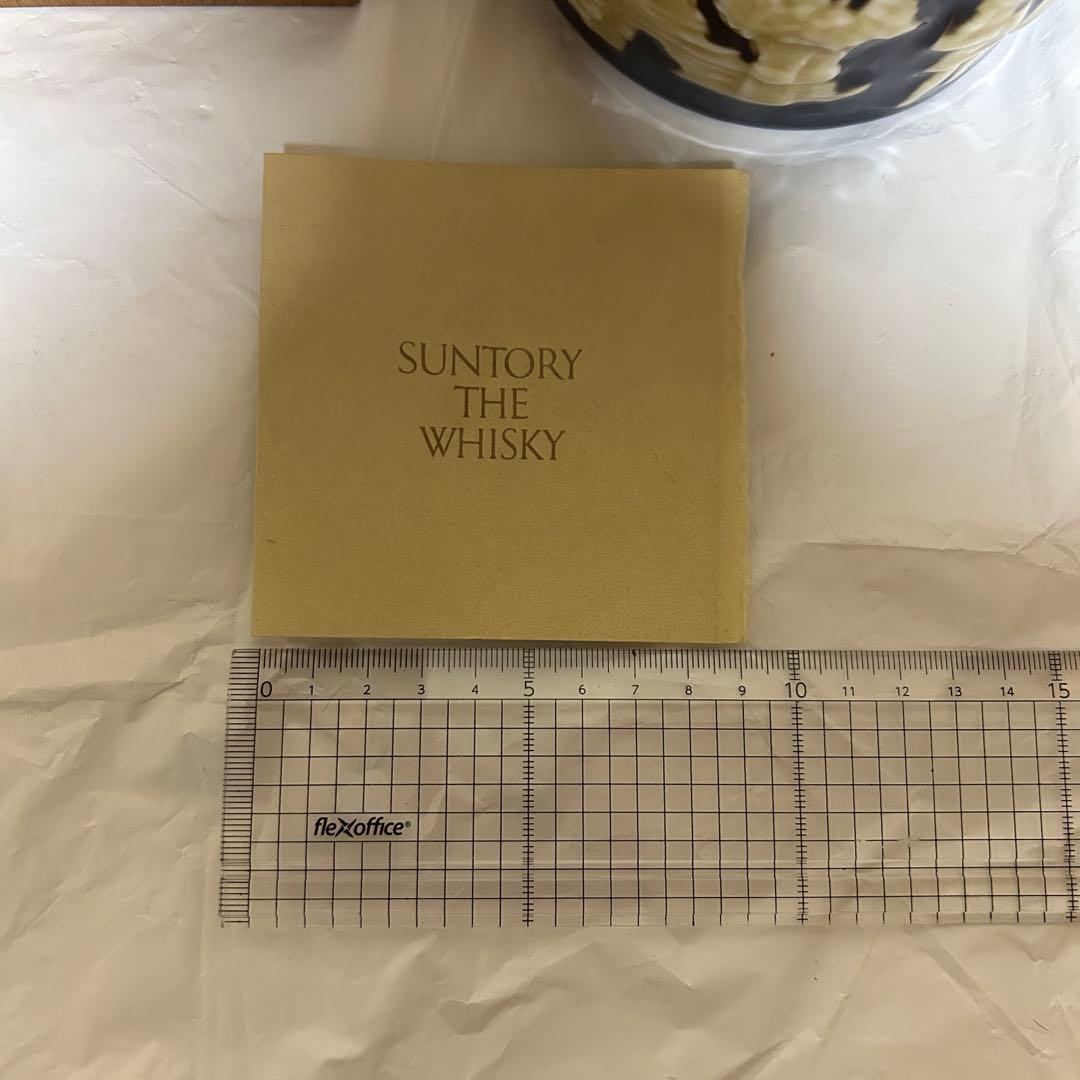 SUNTORY
THE
WHISKY
0 1 2 3 4 5 6 7 8 9 10 11 12 13 14 15
flexoffice®